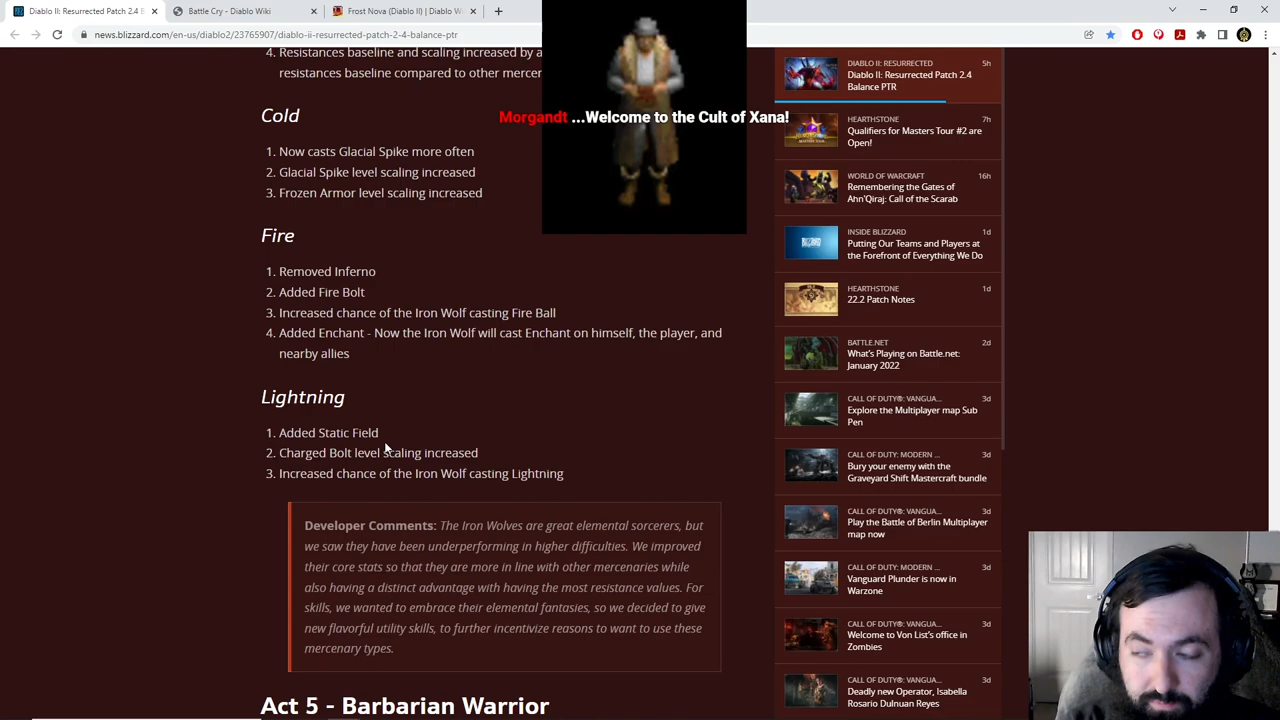 Diablo II: Resurrected Patch 2.4 B
Battle Cry - Diablo Wiki
Frost Nova (Diablo II) | Diablo W
news.blizzard.com/en-us/diablo2/23765907/diablo-ii-resurrected-patch-2-4-balance-ptr
4. Resistances baseline and scaling increased by a
resistances baseline compared to other mercer
Morgandt ...Welcome to the Cult of Xana!
Cold
1. Now casts Glacial Spike more often
2. Glacial Spike level scaling increased
3. Frozen Armor level scaling increased
Fire
1. Removed Inferno
2. Added Fire Bolt
3. Increased chance of the Iron Wolf casting Fire Ball
4. Added Enchant - Now the Iron Wolf will cast Enchant on himself, the player, and
nearby allies
Lightning
1. Added Static Field
2. Charged Bolt level scaling increased
3. Increased chance of the Iron Wolf casting Lightning
Developer Comments: The Iron Wolves are great elemental sorcerers, but
we saw they have been underperforming in higher difficulties. We improved
their core stats so that they are more in line with other mercenaries while
also having a distinct advantage with having the most resistance values. For
skills, we wanted to embrace their elemental fantasies, so we decided to give
new flavorful utility skills, to further incentivize reasons to want to use these
mercenary types.
Act 5 - Barbarian Warrior
DIABLO II: RESURRECTED 5h
Diablo II: Resurrected Patch 2.4
Balance PTR
HEARTHSTONE 7h
Qualifiers for Masters Tour #2 are
Open!
WORLD OF WARCRAFT 16h
Remembering the Gates of
Ahn'Qiraj: Call of the Scarab
INSIDE BLIZZARD 1d
Putting Our Teams and Players at
the Forefront of Everything We Do
HEARTHSTONE 1d
22.2 Patch Notes
BATTLE.NET 2d
What's Playing on Battle.net:
January 2022
CALL OF DUTY®: VANGUA... 3d
Explore the Multiplayer map Sub
Pen
CALL OF DUTY: MODERN ... 3d
Bury your enemy with the
Graveyard Shift Mastercraft bundle
CALL OF DUTY®: VANGUA... 3d
Play the Battle of Berlin Multiplayer
map now
CALL OF DUTY: MODERN ... 3d
Vanguard Plunder is now in
Warzone
CALL OF DUTY®: VANGUA... 3d
Welcome to Von List's office in
Zombies
CALL OF DUTY®: VANGUA... 3d
Deadly new Operator, Isabella
Rosario Dulnuan Reyes